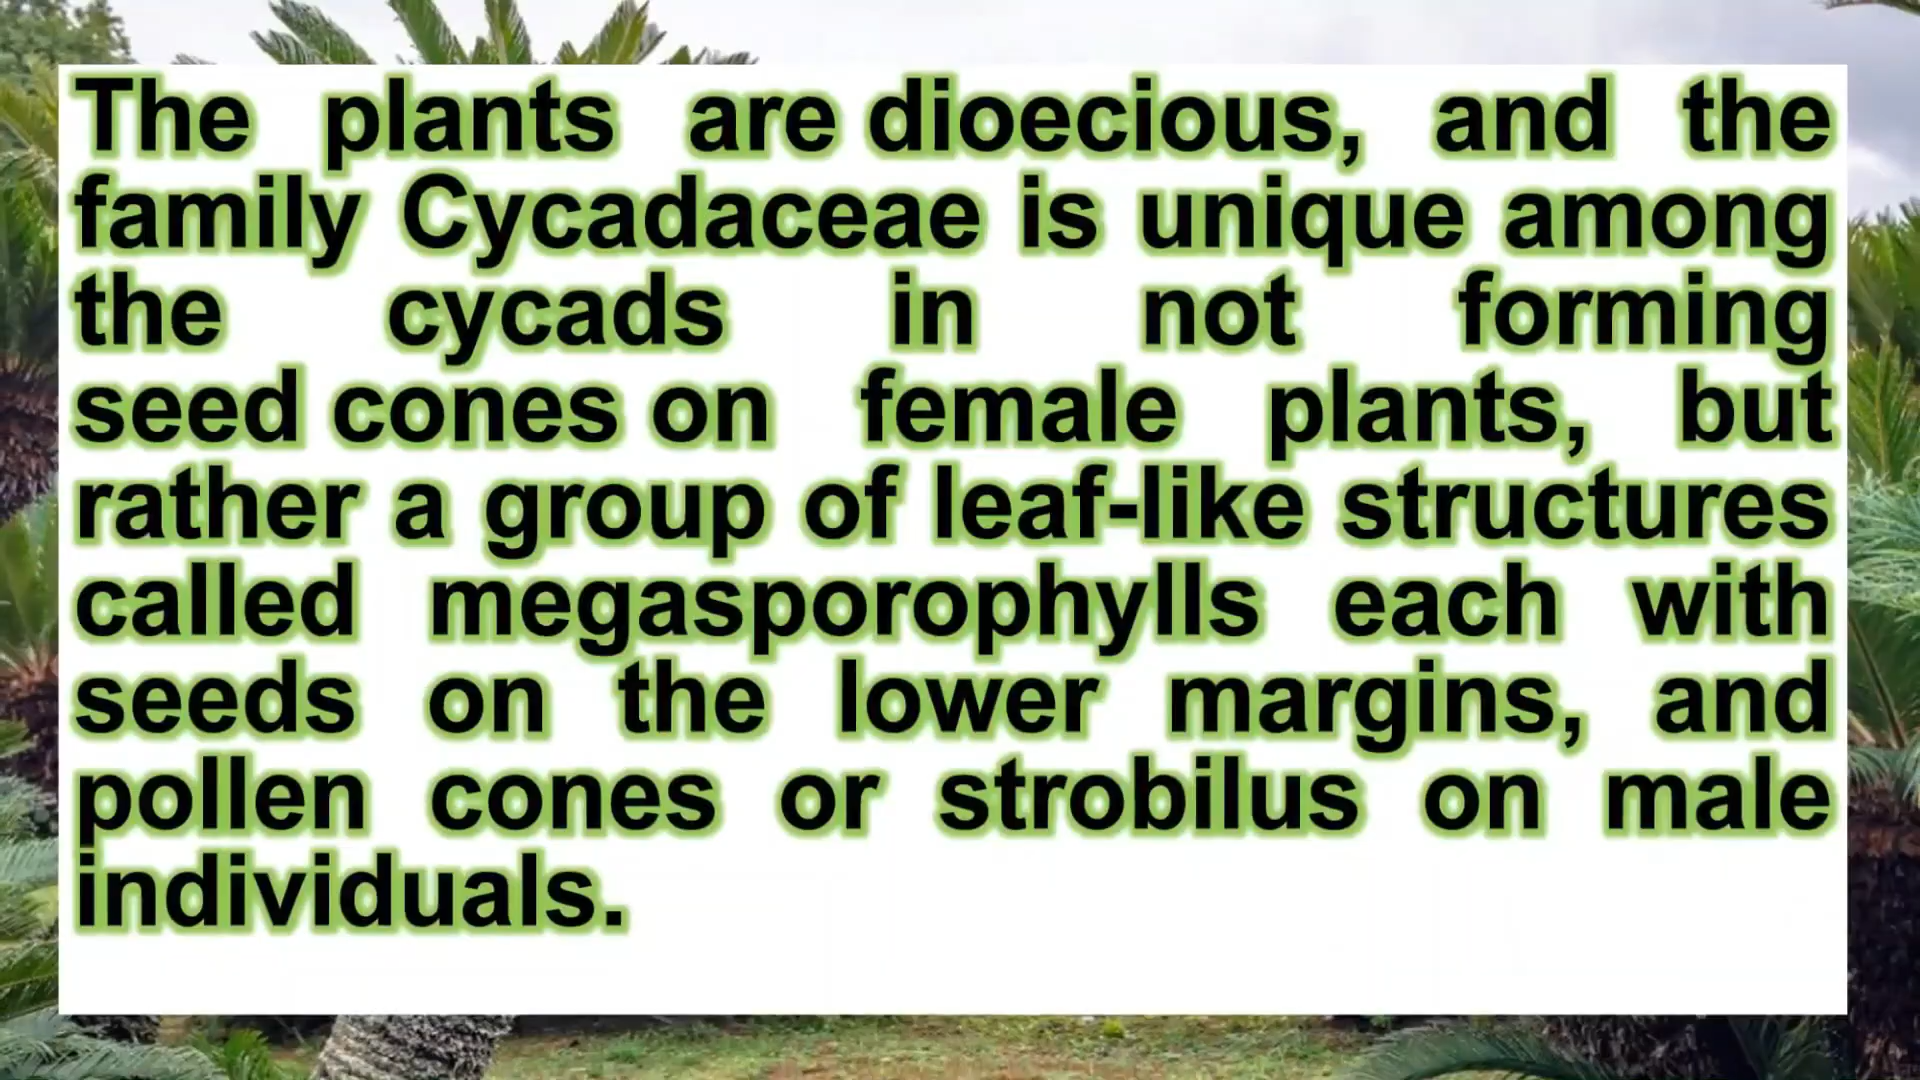 The plants are dioecious, and the
family Cycadaceae is unique among
the cycads in not forming
seed cones on female plants, but
rather a group of leaf-like structures
called megasporophylls each with
seeds on the lower margins, and
pollen cones or strobilus on male
individuals.